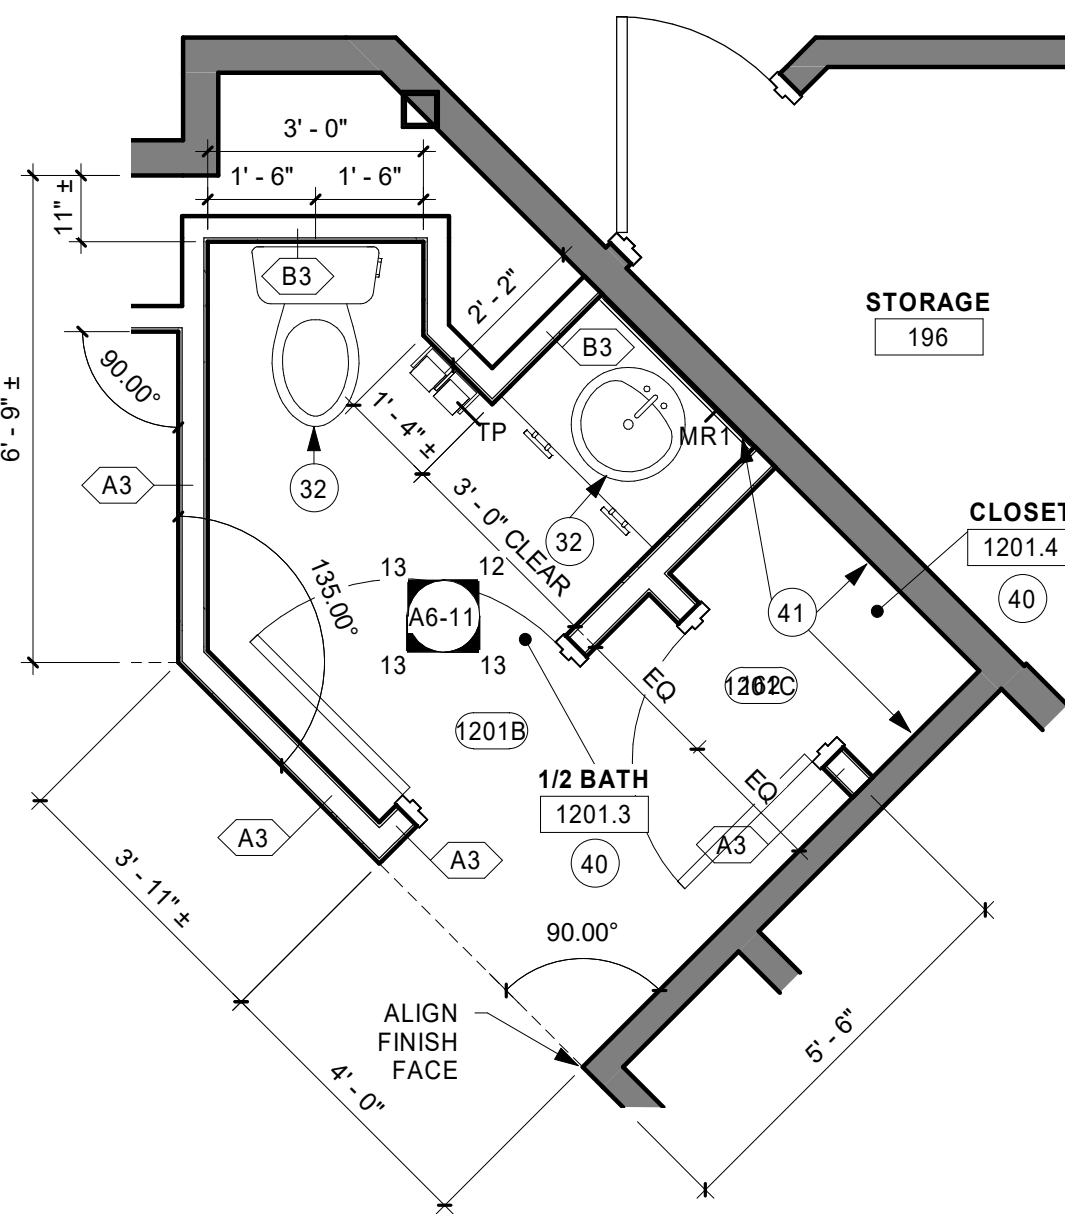 3' - 0"
1' - 6"
1' - 6"
11" ±
B3
2' - 2"
STORAGE
196
B3
90.00°
6' - 9" ±
1' - 4" ±
TP
MR1
A3
32
3' - 0" CLEAR
32
CLOSET
1201.4
40
135.00°
13
12
A6-11
13
13
41
EQ
1201B
1/2 BATH
1201.3
40
EQ
A3
A3
A3
3' - 11" ±
90.00°
ALIGN
FINISH
FACE
5' - 6"
4' - 0"